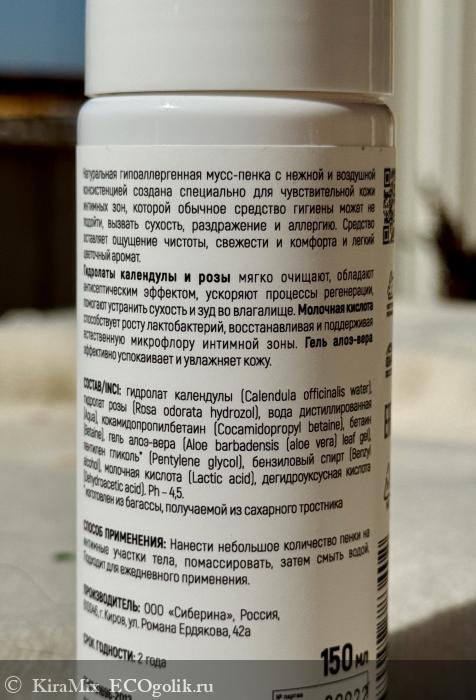 Натуральная гипоаллергенная мусс-пенка с нежной и воздушной
консистенцией создана специально для чувствительной кожи
интимных зон, которой обычное средство гигиены может не
подойти, вызвать сухость, раздражение и аллергию. Средство
оставляет ощущение чистоты, свежести и комфорта и легкий
цветочный аромат.
Гидролаты календулы и розы мягко очищают, обладают
антисептическим эффектом, ускоряют процессы регенерации,
помогают устранить сухость и зуд во влагалище. Молочная кислота
способствует росту лактобактерий, восстанавливая и поддерживая
естественную микрофлору интимной зоны. Гель алоэ-вера
эффективно успокаивает и увлажняет кожу.
СОСТАВ/INCI: гидролат календулы (Calendula officinalis water),
гидролат розы (Rosa odorata hydrozol), вода дистиллированная
(Aqua), кокамидопропилбетаин (Cocamidopropyl betaine), бетаин
(Betaine), гель алоэ-вера (Aloe barbadensis (aloe vera) leaf gel),
пентилен гликоль* (Pentylene glycol), бензиловый спирт (Benzyl
alcohol), молочная кислота (Lactic acid), дегидроуксусная кислота
(Dehydroacetic acid). Ph – 4,5.
*изготовлен из багассы, получаемой из сахарного тростника
СПОСОБ ПРИМЕНЕНИЯ: Нанести небольшое количество пенки на
интимные участки тела, помассировать, затем смыть водой.
Подходит для ежедневного применения.
ПРОИЗВОДИТЕЛЬ: ООО «Сиберина», Россия,
г. Киров, ул. Романа Ердякова, 42а
СРОК ГОДНОСТИ: 2 года
150 мл
№ партии
© KiraMix ECOgolik.ru